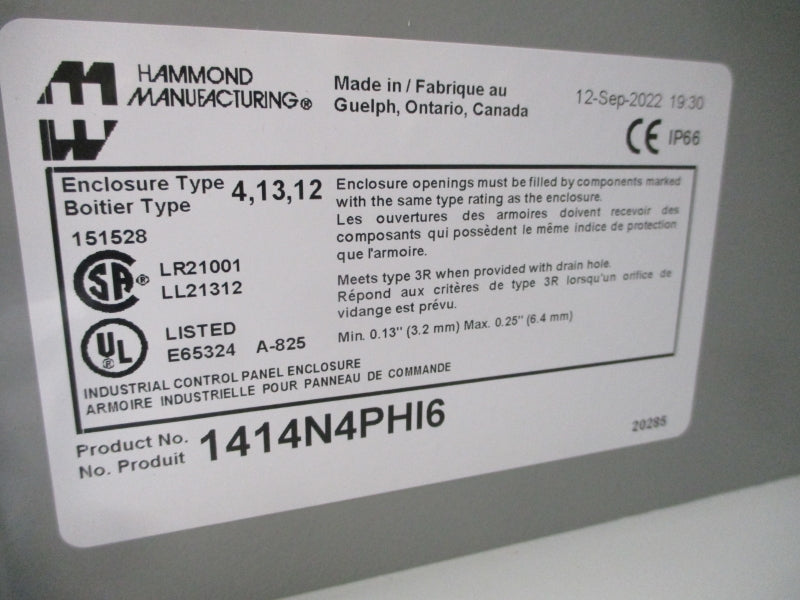 HAMMOND
MANUFACTURING®
Made in / Fabrique au
Guelph, Ontario, Canada
12-Sep-2022 19:30
CE IP66
Enclosure Type 4,13,12
Boitier Type
151528
SA ® LR21001
LL21312
UL ® LISTED
E65324 A-825
Enclosure openings must be filled by components marked
with the same type rating as the enclosure.
Les ouvertures des armoires doivent recevoir des
composants qui possèdent le même indice de protection
que l'armoire.
Meets type 3R when provided with drain hole.
Répond aux critères de type 3R lorsqu'un orifice de
vidange est prévu.
Min. 0.13" (3.2 mm) Max. 0.25" (6.4 mm)
INDUSTRIAL CONTROL PANEL ENCLOSURE
ARMOIRE INDUSTRIELLE POUR PANNEAU DE COMMANDE
Product No. 1414N4PHI6
No. Produit
20285